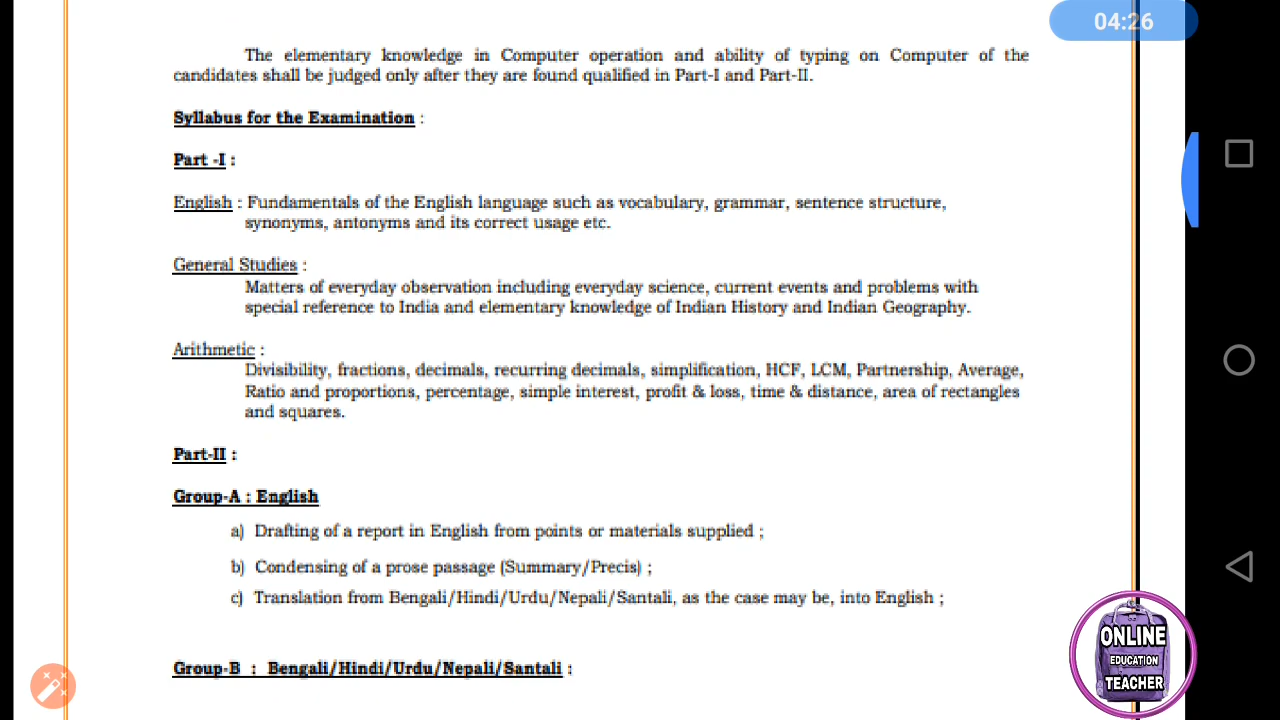 04:26
The elementary knowledge in Computer operation and ability of typing on Computer of the
candidates shall be judged only after they are found qualified in Part-I and Part-II.
Syllabus for the Examination :
Part -I :
English : Fundamentals of the English language such as vocabulary, grammar, sentence structure,
synonyms, antonyms and its correct usage etc.
General Studies :
Matters of everyday observation including everyday science, current events and problems with
special reference to India and elementary knowledge of Indian History and Indian Geography.
Arithmetic :
Divisibility, fractions, decimals, recurring decimals, simplification, HCF, LCM, Partnership, Average,
Ratio and proportions, percentage, simple interest, profit & loss, time & distance, area of rectangles
and squares.
Part-II :
Group-A : English
a) Drafting of a report in English from points or materials supplied ;
b) Condensing of a prose passage (Summary/Precis) ;
c) Translation from Bengali/Hindi/Urdu/Nepali/Santali, as the case may be, into English ;
Group-B : Bengali/Hindi/Urdu/Nepali/Santali :
ONLINE
EDUCATION
TEACHER